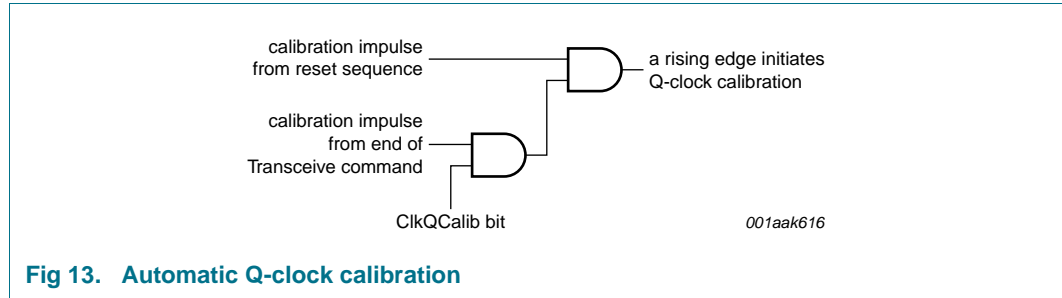 calibration impulse
from reset sequence
a rising edge initiates
Q-clock calibration
calibration impulse
from end of
Transceive command
ClkQCalib bit
001aak616
Fig 13. Automatic Q-clock calibration